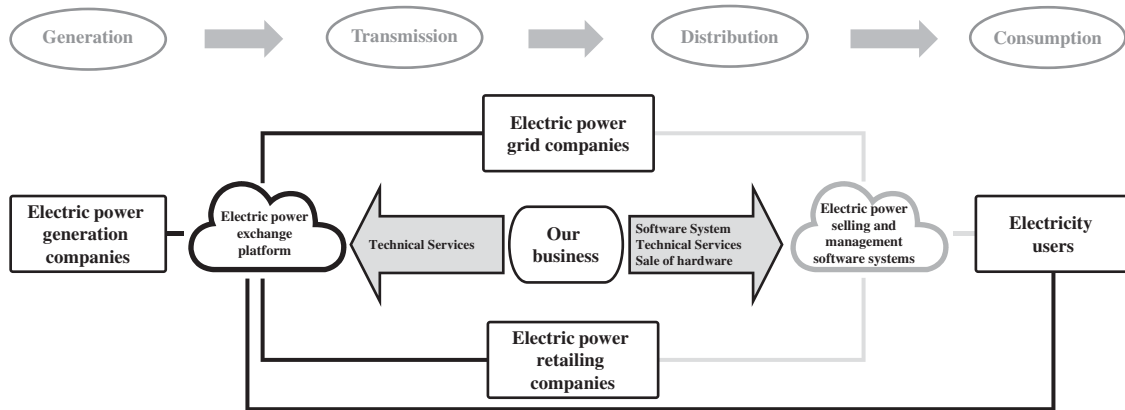 Generation
Transmission
Distribution
Consumption
Electric power
grid companies
Electric power
generation
companies
Electric power
exchange
platform
Technical Services
Our
business
Software System
Technical Services
Sale of hardware
Electric power
selling and
management
software systems
Electricity
users
Electric power
retailing
companies